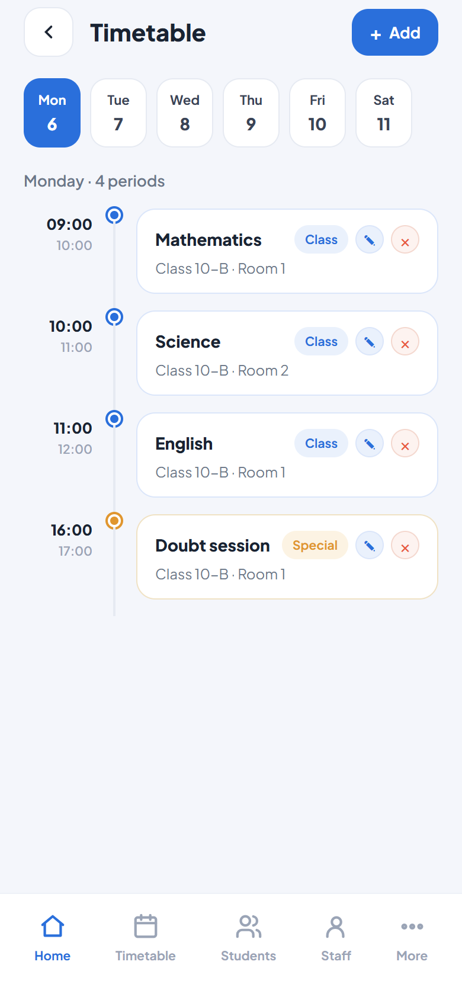 Timetable
+ Add
Mon Tue Wed Thu Fri Sat
6 7 8 9 10 11
Monday · 4 periods
09:00
10:00
Mathematics Class
Class 10–B · Room 1
10:00
11:00
Science Class
Class 10–B · Room 2
11:00
12:00
English Class
Class 10–B · Room 1
16:00
17:00
Doubt session Special
Class 10–B · Room 1
Home Timetable Students Staff More